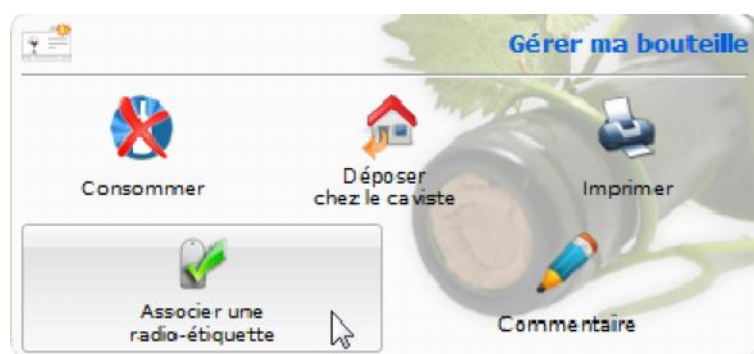 Gérer ma bouteille
Consommer
Déposer
chez le caviste
Imprimer
Associer une
radio-étiquette
Commentaire